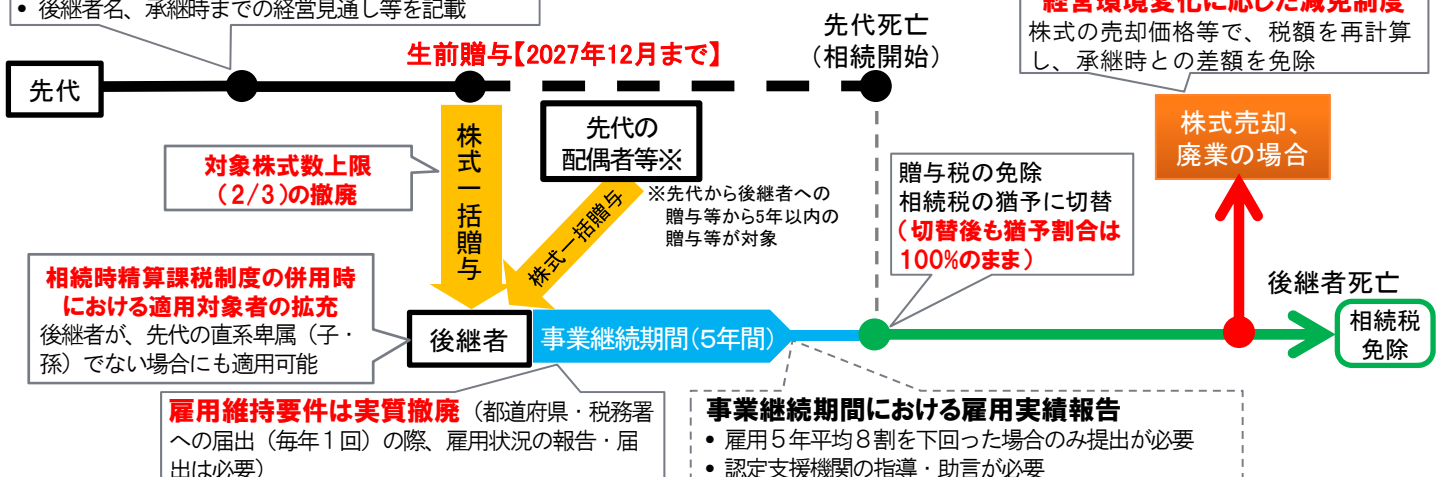 • 後継者名、承継時までの経営見通し等を記載
先代死亡
(相続開始)
経営環境変化に応じた減免制度
株式の売却価格等で、税額を再計算
し、承継時との差額を免除
生前贈与【2027年12月まで】
先代
株式一括贈与
先代の
配偶者等※
株式一括贈与
※先代から後継者への
贈与等から5年以内の
贈与等が対象
対象株式数上限
(2/3)の撤廃
株式売却、
廃業の場合
贈与税の免除
相続税の猶予に切替
(切替後も猶予割合は
100%のまま)
相続時精算課税制度の併用時
における適用対象者の拡充
後継者が、先代の直系卑属(子・
孫)でない場合にも適用可能
後継者
事業継続期間(5年間)
後継者死亡
相続税
免除
雇用維持要件は実質撤廃(都道府県・税務署
への届出(毎年1回)の際、雇用状況の報告・届
出は必要)
事業継続期間における雇用実績報告
• 雇用5年平均8割を下回った場合のみ提出が必要
• 認定支援機関の指導・助言が必要